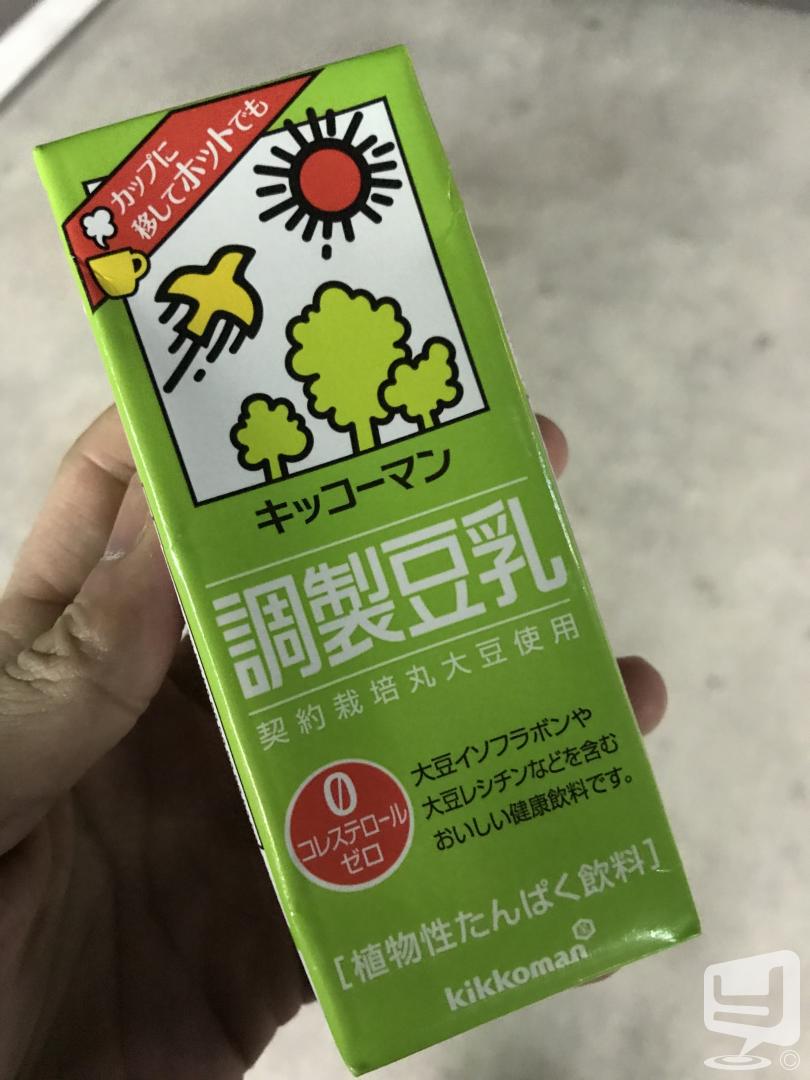 カップに
移してホットでも
キッコーマン
調製豆乳
契約栽培丸大豆使用
大豆イソフラボンや
大豆レシチンなどを含む
おいしい健康飲料です。
0
コレステロール
ゼロ
[植物性たんぱく飲料]
kikkoman
©